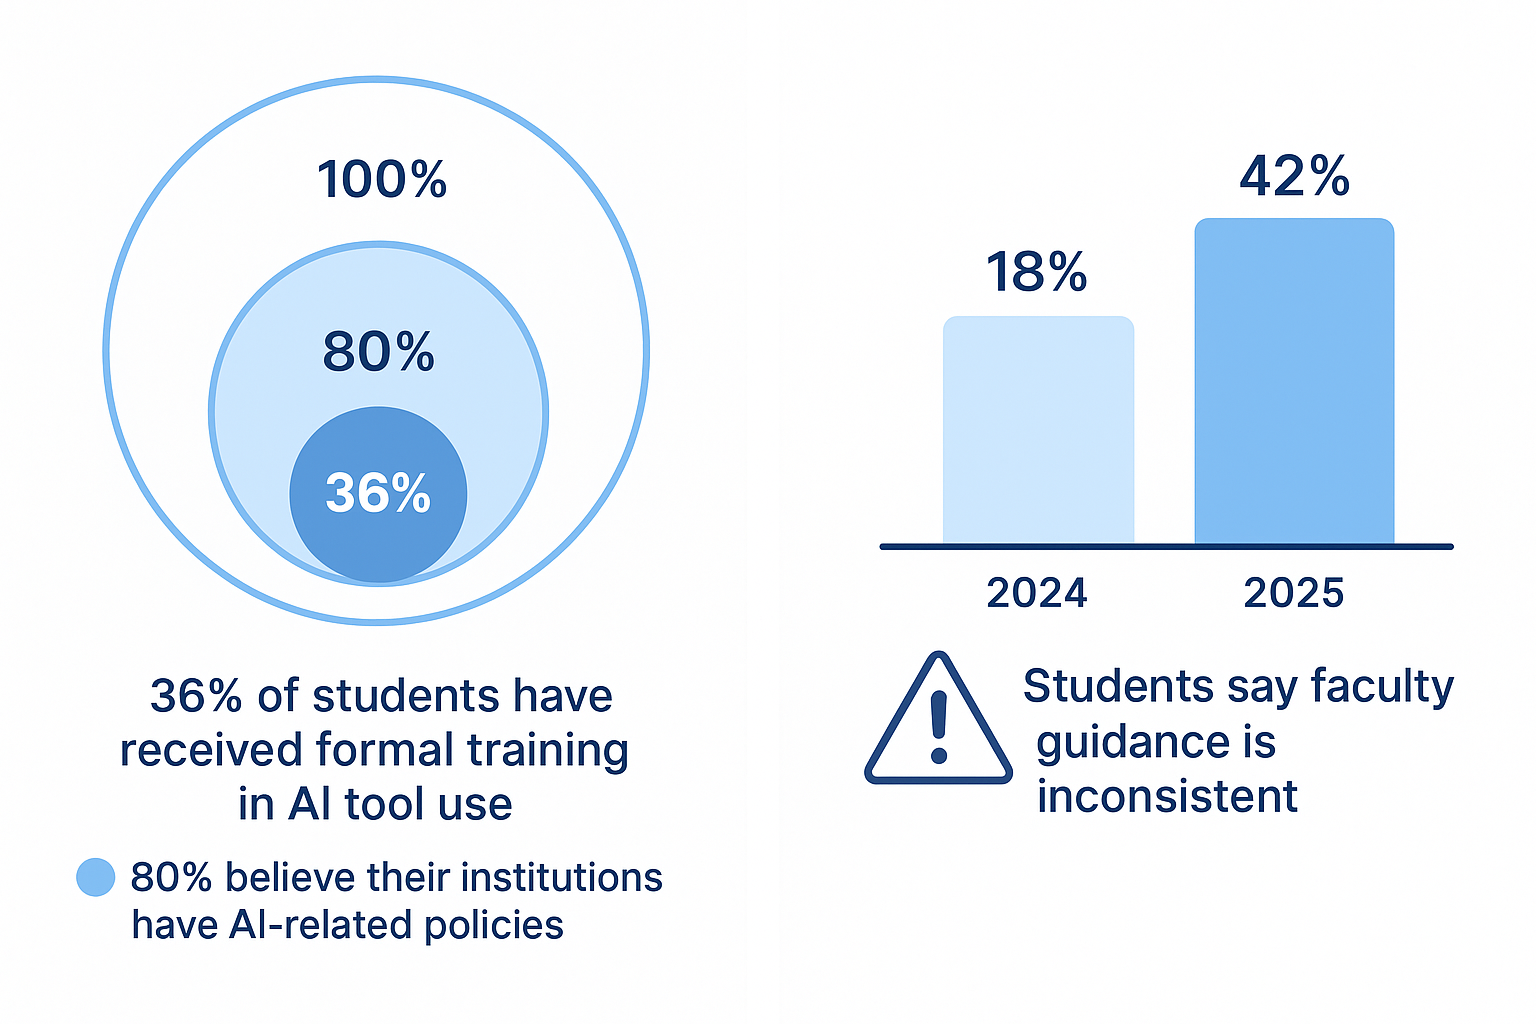 100%
80%
36%
36% of students have
received formal training
in AI tool use
80% believe their institutions
have AI-related policies
18%
42%
2024
2025
Students say faculty
guidance is
inconsistent